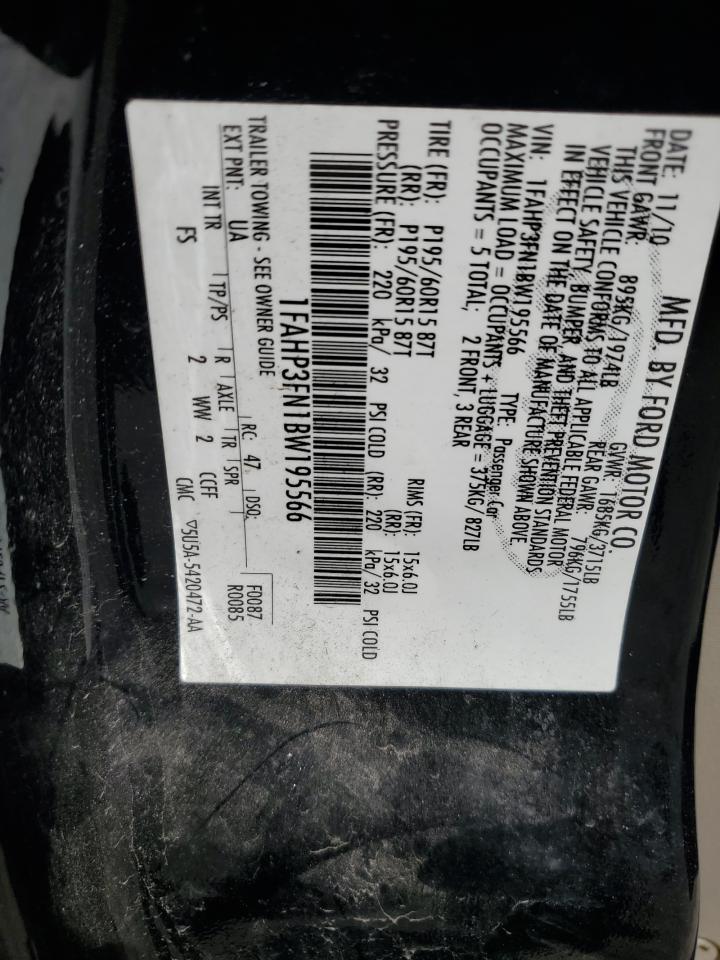 MFD. BY FORD MOTOR CO.
DATE: 11/10 GVWR: 1685KG/3715LB
FRONT GAWR: 895KG/1974LB REAR GAWR: 796KG/1755LB
THIS VEHICLE CONFORMS TO ALL APPLICABLE FEDERAL MOTOR
VEHICLE SAFETY, BUMPER, AND THEFT PREVENTION STANDARDS
IN EFFECT ON THE DATE OF MANUFACTURE SHOWN ABOVE.
VIN: 1FAHP3FN1BW195566 TYPE: Passenger Car
MAXIMUM LOAD = OCCUPANTS + LUGGAGE = 375KG/827LB
OCCUPANTS = 5 TOTAL; 2 FRONT, 3 REAR
TIRE (FR): P195/60R15 87T RIMS (FR): 15x6.0J
(RR): P195/60R15 87T (RR): 15x6.0J
PRESSURE (FR): 220 kPa/ 32 PSI COLD (RR): 220 kPa/ 32 PSI COLD
1FAHP3FN1BW195566
TRAILER TOWING - SEE OWNER GUIDE
EXT PNT: UA RC: 47 DSO: F0087
R0085
INT TR TP/PS R AXLE TR SPR
FS 2 WW 2 CCFF
CMC ▽5U5A-5420472-AA